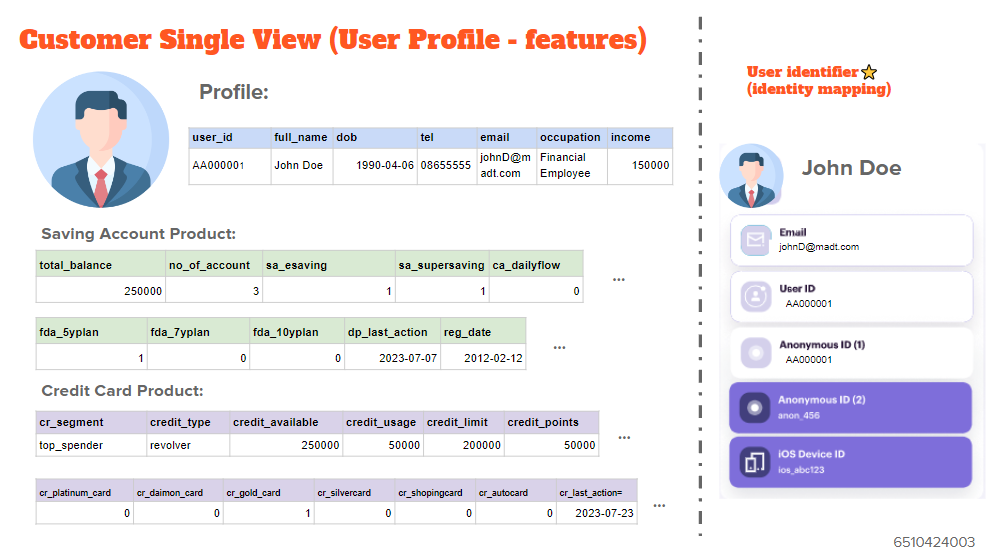 Customer Single View (User Profile - features)
User identifier
(identity mapping)
Profile:
user_id full_name dob tel email occupation income
AA000001 John Doe 1990-04-06 08655555 johnD@m
adt.com Financial
Employee 150000
Saving Account Product:
total_balance no_of_account sa_esaving sa_supersaving ca_dailyflow
250000 3 1 1 0 ...
fda_5yplan fda_7yplan fda_10yplan dp_last_action reg_date
1 0 0 2023-07-07 2012-02-12 ...
Credit Card Product:
cr_segment credit_type credit_available credit_usage credit_limit credit_points
top_spender revolver 250000 50000 200000 50000 ...
cr_platinum_card cr_daimon_card cr_gold_card cr_silvercard cr_shopingcard cr_autocard cr_last_action=
0 0 1 0 0 0 2023-07-23 ...
John Doe
Email
johnD@madt.com
User ID
AA000001
Anonymous ID (1)
AA000001
Anonymous ID (2)
anon_456
iOS Device ID
ios_abc123
6510424003